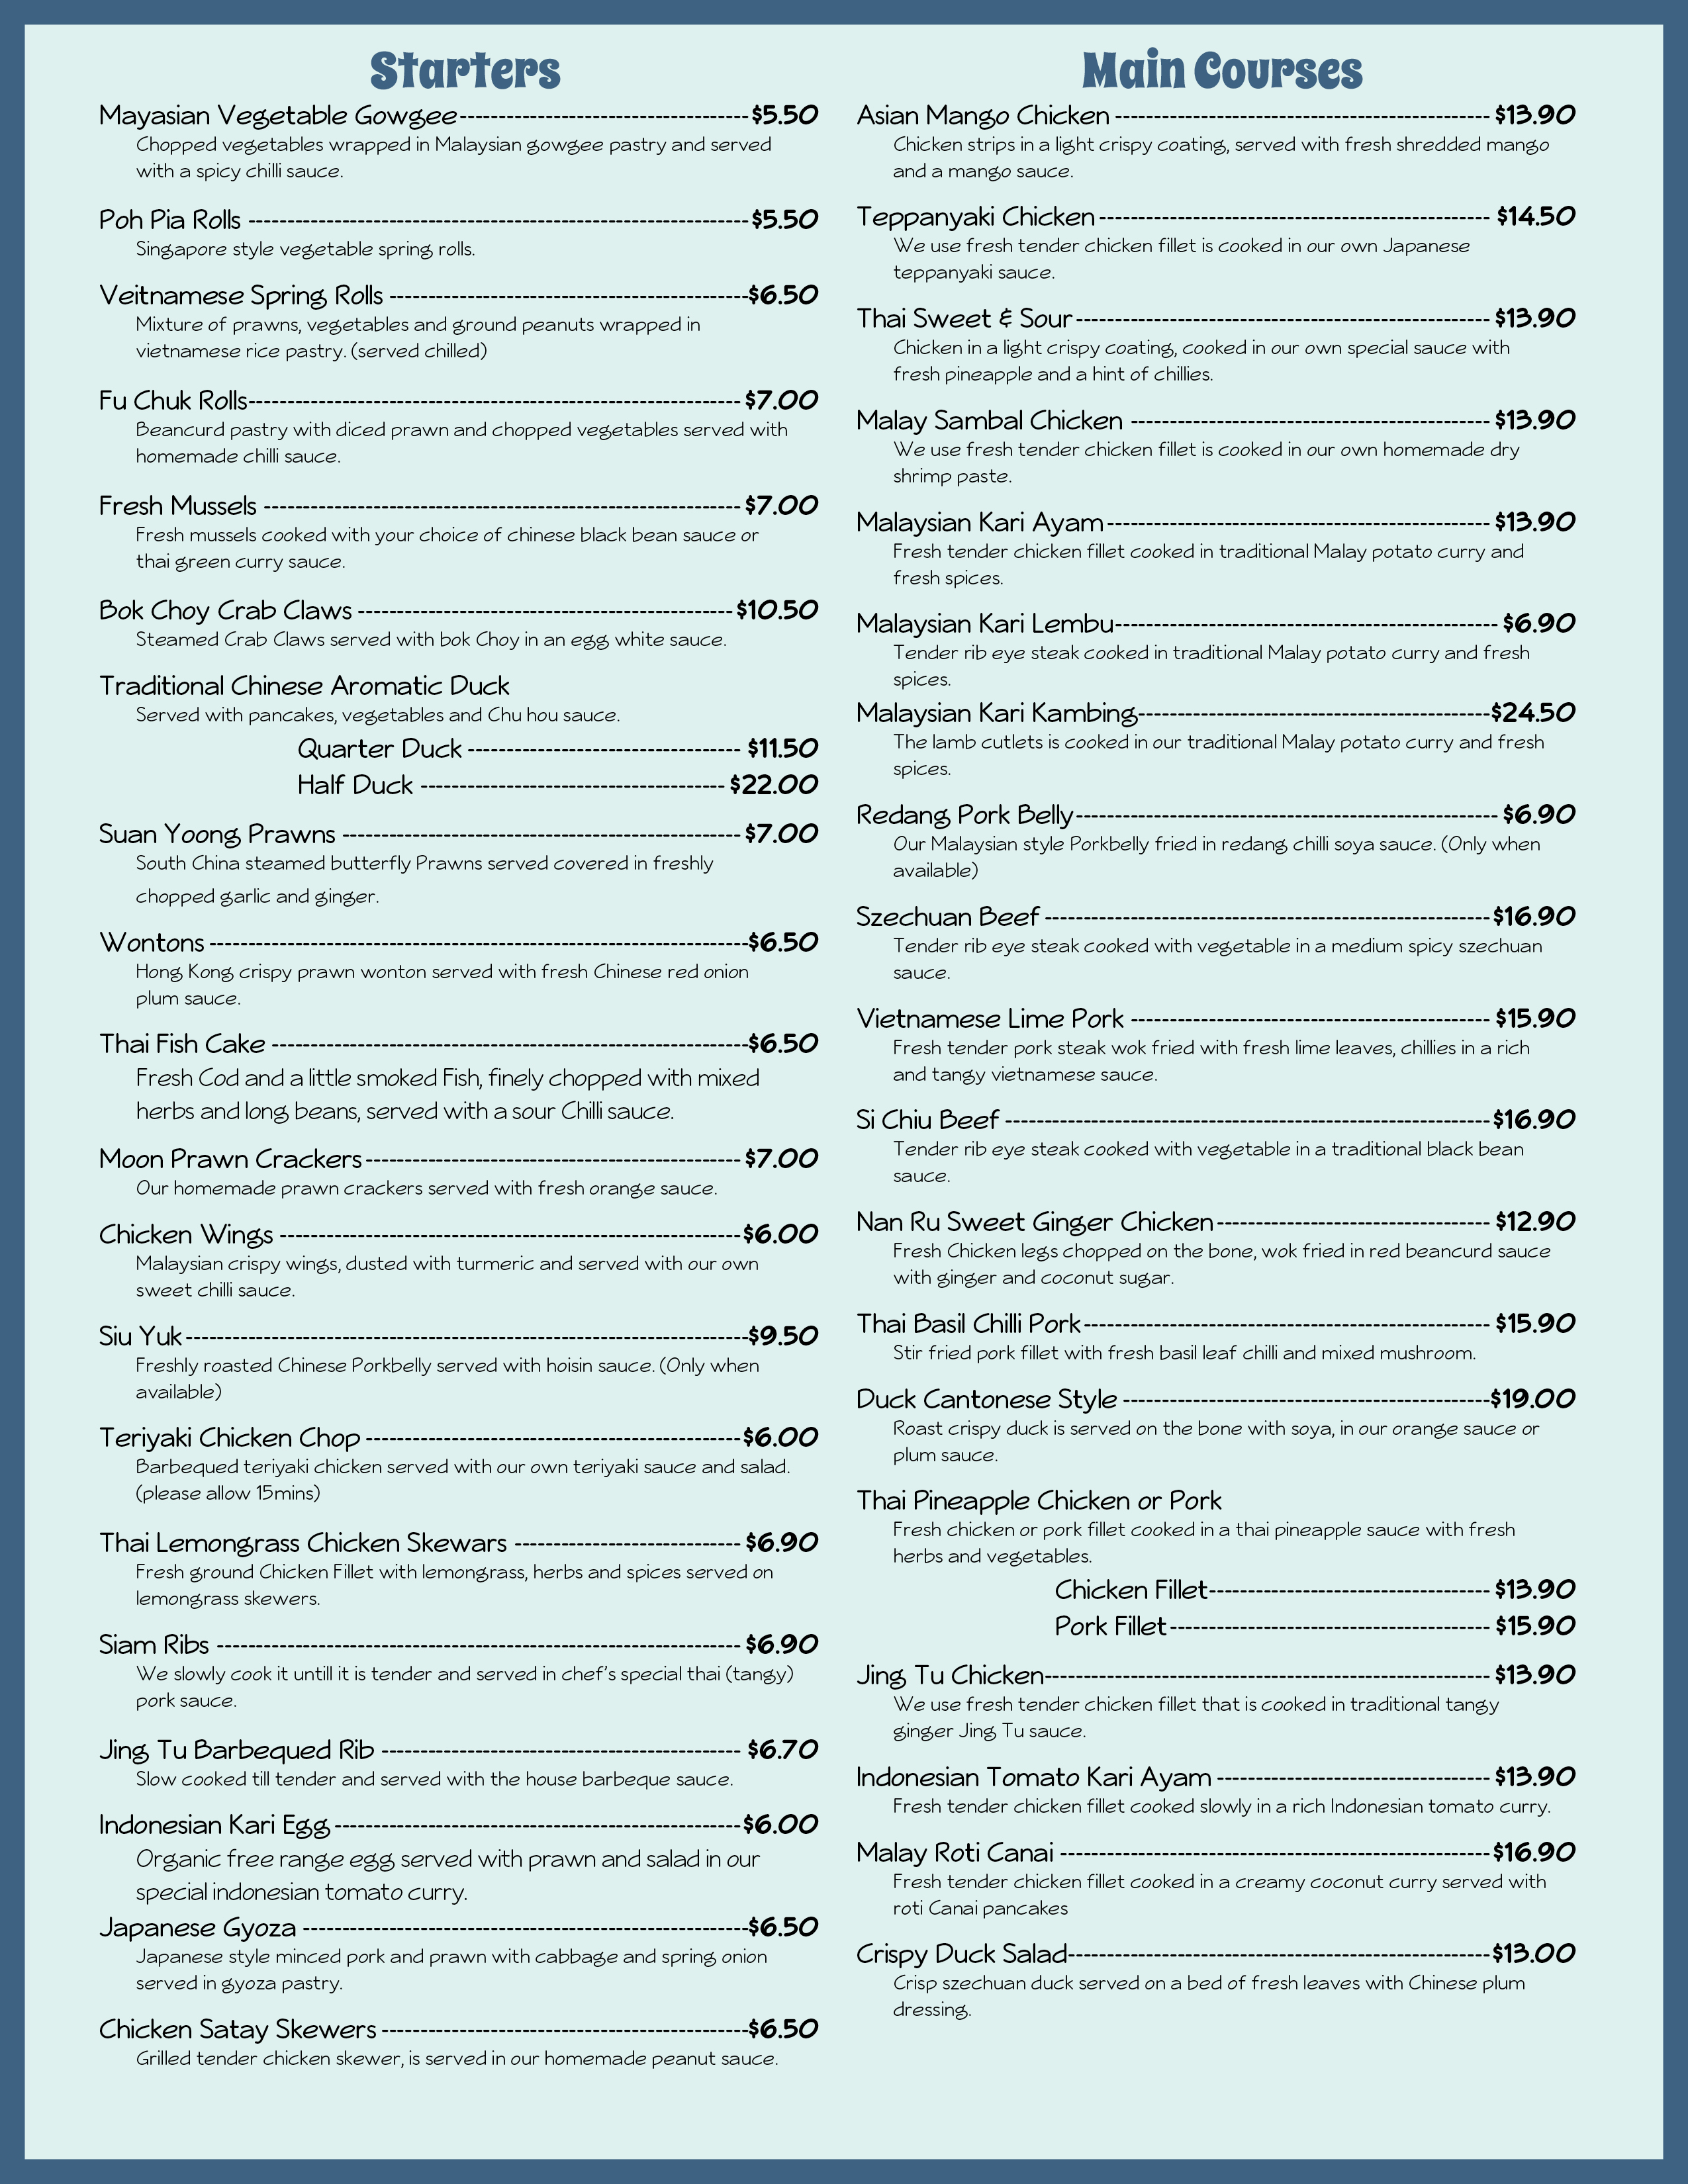 Starters
Mayasian Vegetable Gowgee-------------------------------------$5.50
Chopped vegetables wrapped in Malaysian gowgee pastry and served
with a spicy chilli sauce.
Poh Pia Rolls ----------------------------------------------------------------$5.50
Singapore style vegetable spring rolls.
Veitnamese Spring Rolls ----------------------------------------------$6.50
Mixture of prawns, vegetables and ground peanuts wrapped in
vietnamese rice pastry. (served chilled)
Fu Chuk Rolls--------------------------------------------------------------- $7.00
Beancurd pastry with diced prawn and chopped vegetables served with
homemade chilli sauce.
Fresh Mussels ------------------------------------------------------------- $7.00
Fresh mussels cooked with your choice of chinese black bean sauce or
thai green curry sauce.
Bok Choy Crab Claws ------------------------------------------------ $10.50
Steamed Crab Claws served with bok Choy in an egg white sauce.
Traditional Chinese Aromatic Duck
Served with pancakes, vegetables and Chu hou sauce.
Quarter Duck ----------------------------------- $11.50
Half Duck --------------------------------------- $22.00
Suan Yoong Prawns --------------------------------------------------- $7.00
South China steamed butterfly Prawns served covered in freshly
chopped garlic and ginger.
Wontons ---------------------------------------------------------------------$6.50
Hong Kong crispy prawn wonton served with fresh Chinese red onion
plum sauce.
Thai Fish Cake -------------------------------------------------------------$6.50
Fresh Cod and a little smoked Fish, finely chopped with mixed
herbs and long beans, served with a sour Chilli sauce.
Moon Prawn Crackers------------------------------------------------ $7.00
Our homemade prawn crackers served with fresh orange sauce.
Chicken Wings -----------------------------------------------------------$6.00
Malaysian crispy wings, dusted with turmeric and served with our own
sweet chilli sauce.
Siu Yuk------------------------------------------------------------------------$9.50
Freshly roasted Chinese Porkbelly served with hoisin sauce. (Only when
available)
Teriyaki Chicken Chop ------------------------------------------------$6.00
Barbequed teriyaki chicken served with our own teriyaki sauce and salad.
(please allow 15mins)
Thai Lemongrass Chicken Skewars ----------------------------- $6.90
Fresh ground Chicken Fillet with lemongrass, herbs and spices served on
lemongrass skewers.
Siam Ribs ------------------------------------------------------------------- $6.90
We slowly cook it untill it is tender and served in chef's special thai (tangy)
pork sauce.
Jing Tu Barbequed Rib ---------------------------------------------- $6.70
Slow cooked till tender and served with the house barbeque sauce.
Indonesian Kari Egg----------------------------------------------------$6.00
Organic free range egg served with prawn and salad in our
special indonesian tomato curry.
Japanese Gyoza ---------------------------------------------------------$6.50
Japanese style minced pork and prawn with cabbage and spring onion
served in gyoza pastry.
Chicken Satay Skewers -----------------------------------------------$6.50
Grilled tender chicken skewer, is served in our homemade peanut sauce.
Main Courses
Asian Mango Chicken ------------------------------------------------ $13.90
Chicken strips in a light crispy coating, served with fresh shredded mango
and a mango sauce.
Teppanyaki Chicken-------------------------------------------------- $14.50
We use fresh tender chicken fillet is cooked in our own Japanese
teppanyaki sauce.
Thai Sweet & Sour----------------------------------------------------- $13.90
Chicken in a light crispy coating, cooked in our own special sauce with
fresh pineapple and a hint of chillies.
Malay Sambal Chicken ---------------------------------------------- $13.90
We use fresh tender chicken fillet is cooked in our own homemade dry
shrimp paste.
Malaysian Kari Ayam------------------------------------------------- $13.90
Fresh tender chicken fillet cooked in traditional Malay potato curry and
fresh spices.
Malaysian Kari Lembu------------------------------------------------- $6.90
Tender rib eye steak cooked in traditional Malay potato curry and fresh
spices.
Malaysian Kari Kambing---------------------------------------------$24.50
The lamb cutlets is cooked in our traditional Malay potato curry and fresh
spices.
Redang Pork Belly------------------------------------------------------ $6.90
Our Malaysian style Porkbelly fried in redang chilli soya sauce. (Only when
available)
Szechuan Beef ---------------------------------------------------------$16.90
Tender rib eye steak cooked with vegetable in a medium spicy szechuan
sauce.
Vietnamese Lime Pork ---------------------------------------------- $15.90
Fresh tender pork steak wok fried with fresh lime leaves, chillies in a rich
and tangy vietnamese sauce.
Si Chiu Beef --------------------------------------------------------------$16.90
Tender rib eye steak cooked with vegetable in a traditional black bean
sauce.
Nan Ru Sweet Ginger Chicken----------------------------------- $12.90
Fresh Chicken legs chopped on the bone, wok fried in red beancurd sauce
with ginger and coconut sugar.
Thai Basil Chilli Pork---------------------------------------------------- $15.90
Stir fried pork fillet with fresh basil leaf chilli and mixed mushroom.
Duck Cantonese Style -----------------------------------------------$19.00
Roast crispy duck is served on the bone with soya, in our orange sauce or
plum sauce.
Thai Pineapple Chicken or Pork
Fresh chicken or pork fillet cooked in a thai pineapple sauce with fresh
herbs and vegetables.
Chicken Fillet------------------------------------ $13.90
Pork Fillet----------------------------------------- $15.90
Jing Tu Chicken--------------------------------------------------------- $13.90
We use fresh tender chicken fillet that is cooked in traditional tangy
ginger Jing Tu sauce.
Indonesian Tomato Kari Ayam ----------------------------------- $13.90
Fresh tender chicken fillet cooked slowly in a rich Indonesian tomato curry.
Malay Roti Canai -------------------------------------------------------$16.90
Fresh tender chicken fillet cooked in a creamy coconut curry served with
roti Canai pancakes
Crispy Duck Salad------------------------------------------------------$13.00
Crisp szechuan duck served on a bed of fresh leaves with Chinese plum
dressing.